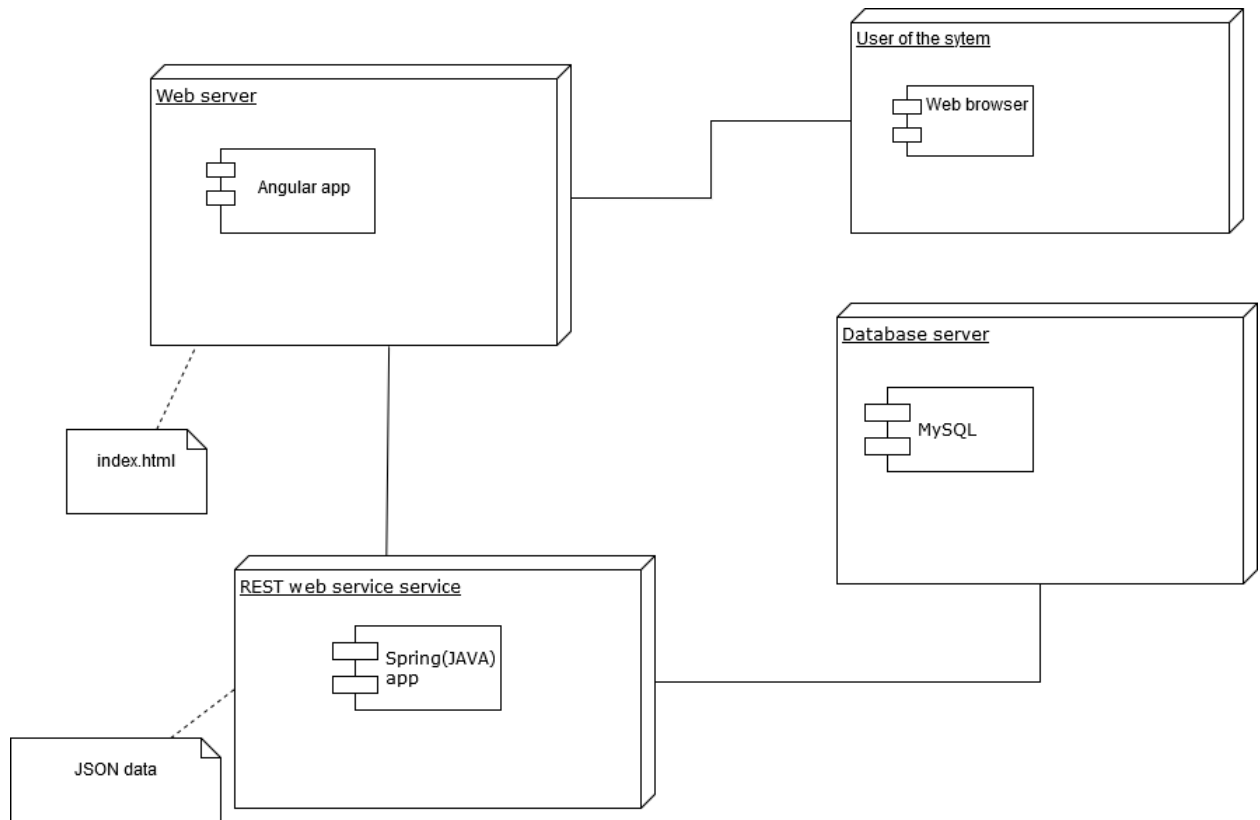 User of the sytem
Web browser
Web server
Angular app
index.html
Database server
MySQL
REST web service service
Spring(JAVA)
app
JSON data